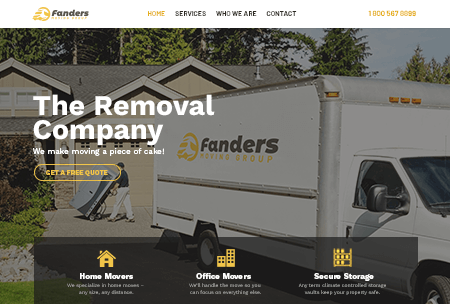 Fanders
MOVING GROUP
HOME SERVICES WHO WE ARE CONTACT
1 800 567 8899
The Removal
Company
We make moving a piece of cake!
GET A FREE QUOTE
Fanders
MOVING GROUP
Home Movers
We specialize in home moves –
any size, any distance.
Office Movers
We'll handle the move so you
can focus on everything else.
Secure Storage
Any term climate controlled storage
vaults keep your property safe.